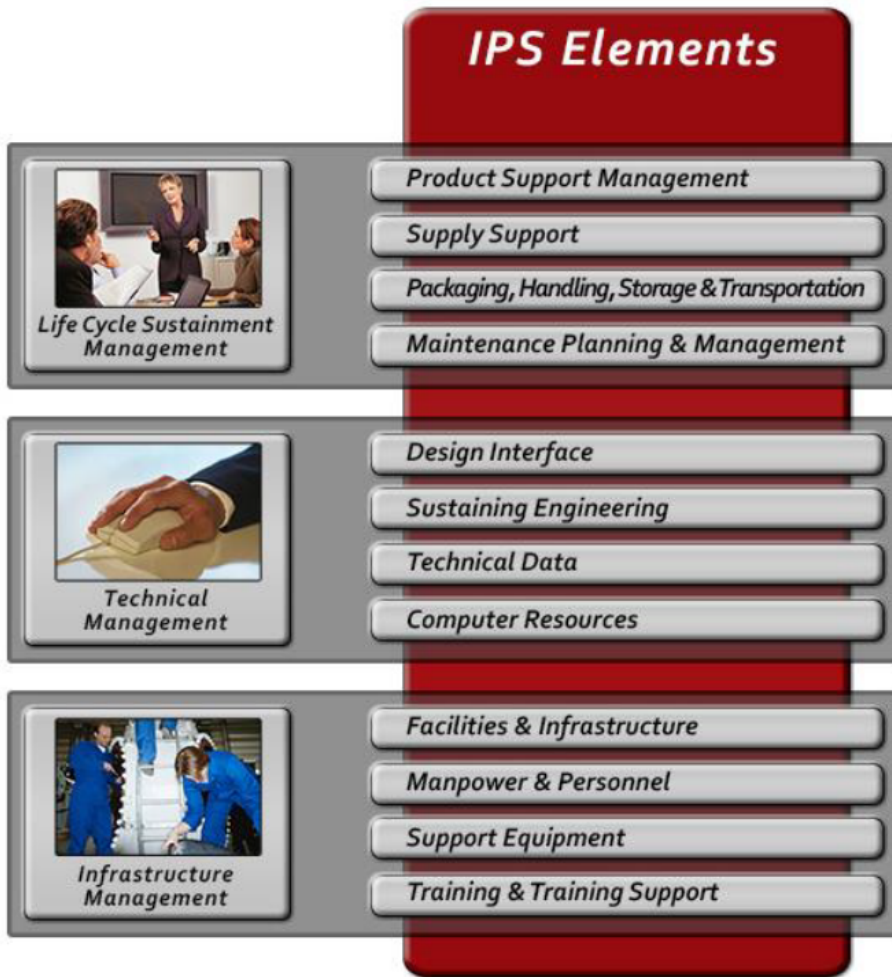 IPS Elements
Life Cycle Sustainment
Management
Product Support Management
Supply Support
Packaging, Handling, Storage & Transportation
Maintenance Planning & Management
Technical
Management
Design Interface
Sustaining Engineering
Technical Data
Computer Resources
Infrastructure
Management
Facilities & Infrastructure
Manpower & Personnel
Support Equipment
Training & Training Support